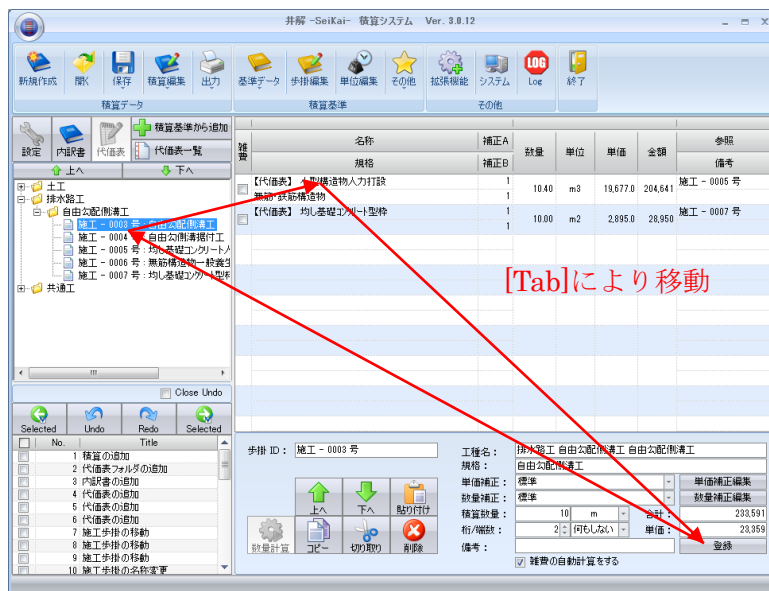 井解 -SeiKai- 積算システム Ver. 3.0.12
新規作成 開く 保存 積算編集 出力 基準データ 歩掛編集 単位編集 その他 拡張機能 システム Log 終了
積算データ 積算基準 その他
設定 内訳書 代価表 積算基準から追加
代価表一覧
上へ 下へ
土工
排水路工
自由勾配側溝工
施工 - 0003 号 : 自由勾配側溝工
施工 - 0004 号 : 自由勾配側溝据付工
施工 - 0005 号 : 均し基礎コンクリート人
施工 - 0006 号 : 無筋構造物一般養生
施工 - 0007 号 : 均し基礎コンクリート型枠
共通工
Close Undo
Selected Undo Redo Selected
No. Title
1 積算の追加
2 代価表フォルダの追加
3 内訳書の追加
4 代価表の追加
5 代価表の追加
6 代価表の追加
7 施工歩掛の移動
8 施工歩掛の移動
9 施工歩掛の移動
10 施工歩掛の名称変更
雑費 名称 補正A 数量 単位 単価 金額 参照
規格 補正B 備考
【代価表】 小型構造物人力打設 1 10.40 m3 19,677.0 204,641 施工 - 0006 号
無筋・鉄筋構造物 1
【代価表】 均し基礎コンクリート型枠 1 10.00 m2 2,895.0 28,950 施工 - 0007 号
1
[Tab]により移動
歩掛 ID : 施工 - 0003 号
上へ 下へ 貼り付け
数量計算 コピー 切り取り 削除
工種名 : 排水路工 自由勾配側溝工 自由勾配側溝工
規格 : 自由勾配側溝工
単価補正 : 標準 単価補正編集
数量補正 : 標準 数量補正編集
積算数量 : 10 m 合計 : 233,591
桁/端数 : 2 何もしない 単価 : 23,359
備考 : 登録
雑費の自動計算をする